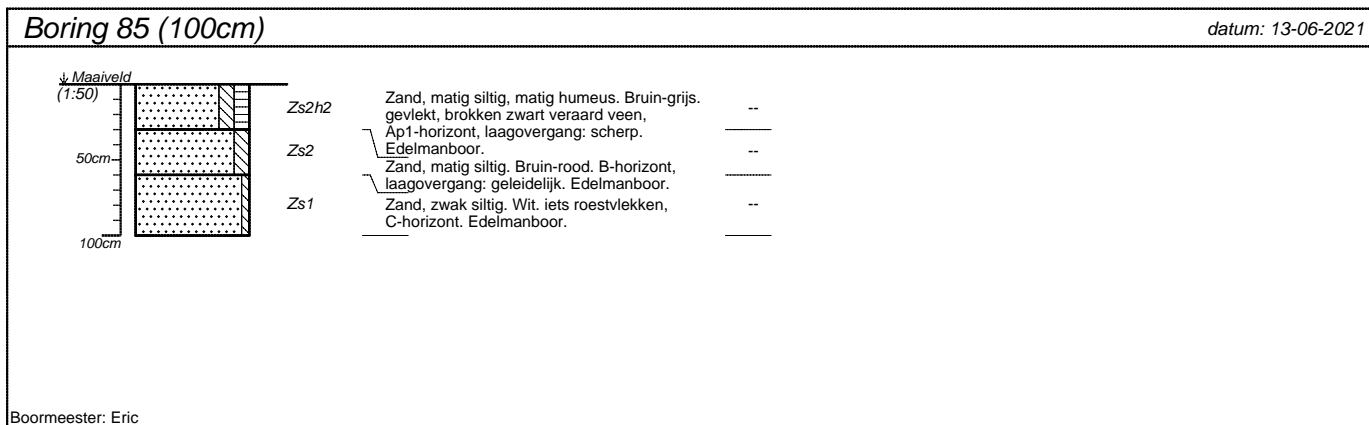 Boring 85 (100cm)
datum: 13-06-2021
Maaiveld
(1:50)
50cm
100cm
Zs2h2
Zand, matig siltig, matig humeus. Bruin-grijs.
gevlekt, brokken zwart veraard veen,
Ap1-horizont, laagovergang: scherp.
Edelmanboor.
--
Zs2
Zand, matig siltig. Bruin-rood. B-horizont,
laagovergang: geleidelijk. Edelmanboor.
--
Zs1
Zand, zwak siltig. Wit. iets roestvlekken,
C-horizont. Edelmanboor.
--
Boormeester: Eric